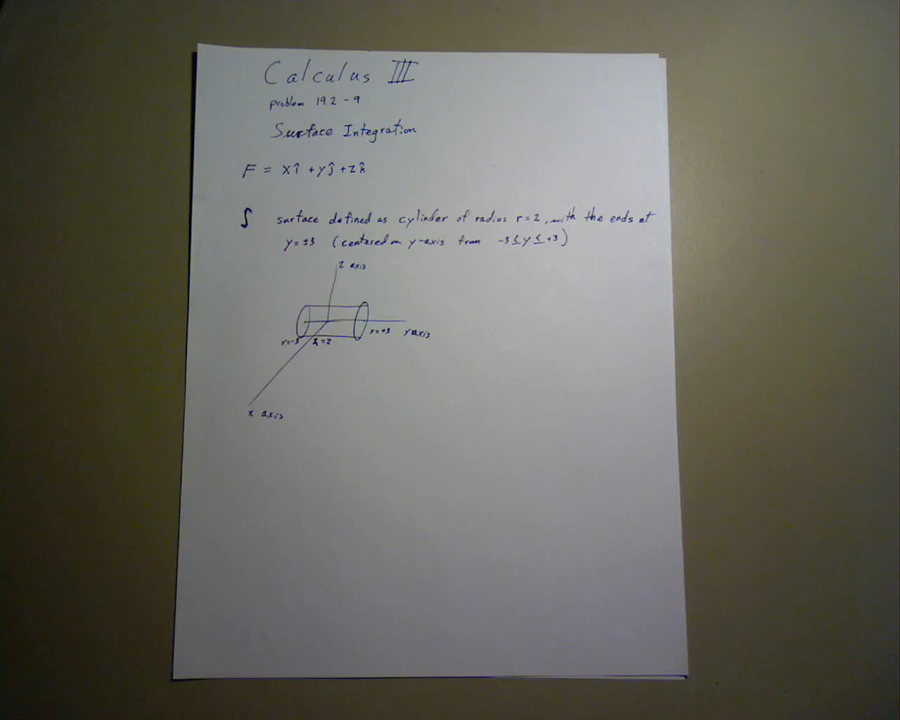 Calculus III
problem 19.2-9
Surface Integration
F = xî + yĵ + zk̂
S surface defined as cylinder of radius r=2, with the ends at
y=±3 (centered on y-axis from -3≤y≤+3)
z axis
y=-3 r=2 y=+3 y axis
x axis